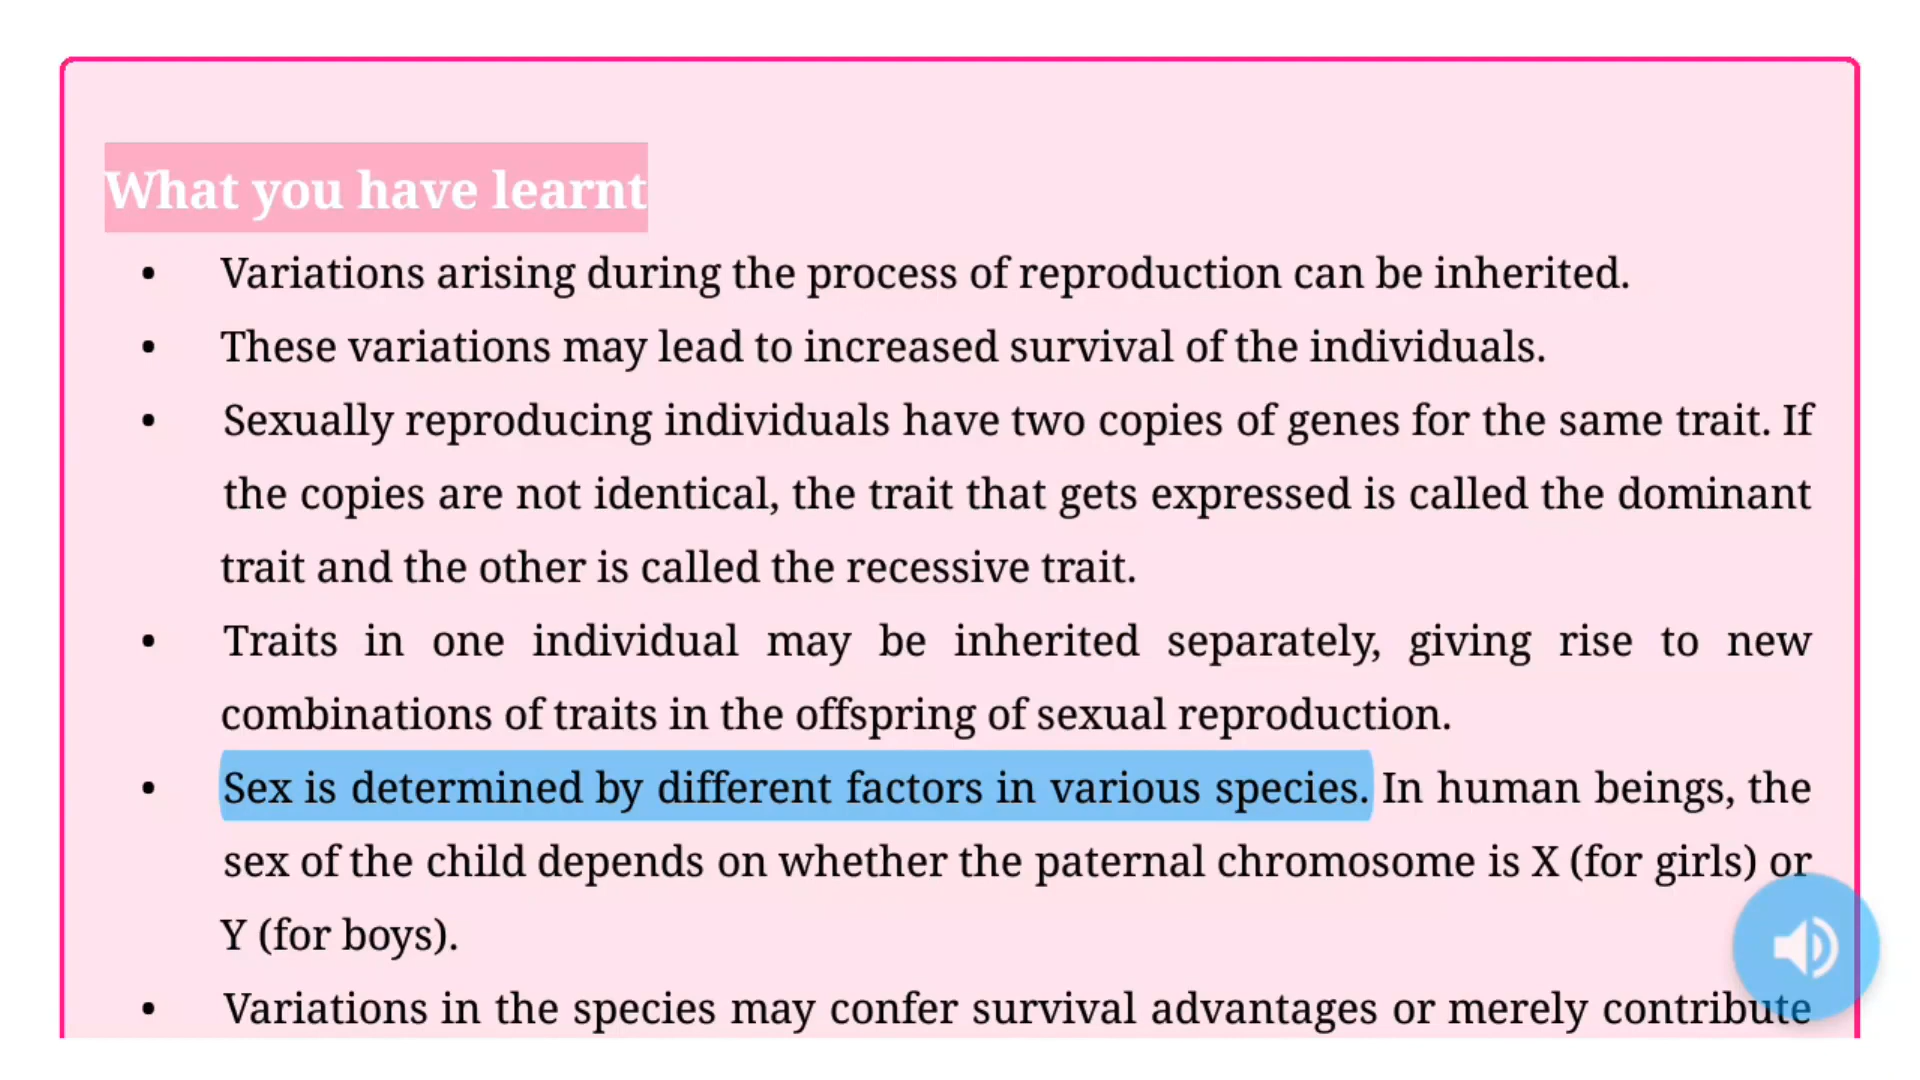 What you have learnt
• Variations arising during the process of reproduction can be inherited.
• These variations may lead to increased survival of the individuals.
• Sexually reproducing individuals have two copies of genes for the same trait. If
the copies are not identical, the trait that gets expressed is called the dominant
trait and the other is called the recessive trait.
• Traits in one individual may be inherited separately, giving rise to new
combinations of traits in the offspring of sexual reproduction.
• Sex is determined by different factors in various species. In human beings, the
sex of the child depends on whether the paternal chromosome is X (for girls) or
Y (for boys).
• Variations in the species may confer survival advantages or merely contribute